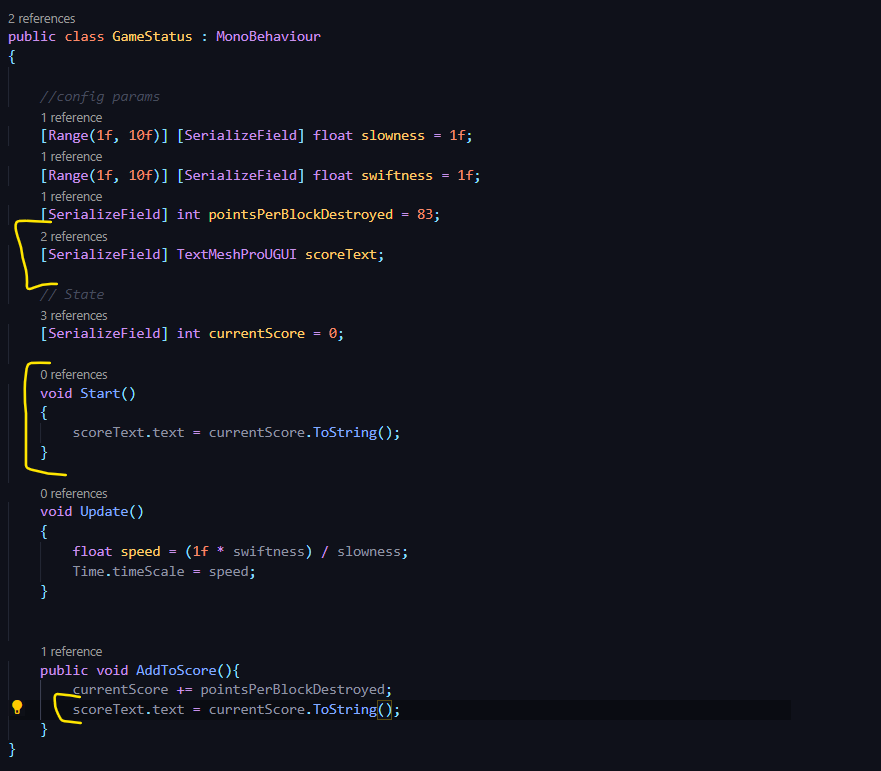 2 references
public class GameStatus : MonoBehaviour
{
//config params
1 reference
[Range(1f, 10f)] [SerializeField] float slowness = 1f;
1 reference
[Range(1f, 10f)] [SerializeField] float swiftness = 1f;
1 reference
[SerializeField] int pointsPerBlockDestroyed = 83;
2 references
[SerializeField] TextMeshProUGUI scoreText;
// State
3 references
[SerializeField] int currentScore = 0;
0 references
void Start()
{
scoreText.text = currentScore.ToString();
}
0 references
void Update()
{
float speed = (1f * swiftness) / slowness;
Time.timeScale = speed;
}
1 reference
public void AddToScore(){
currentScore += pointsPerBlockDestroyed;
scoreText.text = currentScore.ToString();
}
}